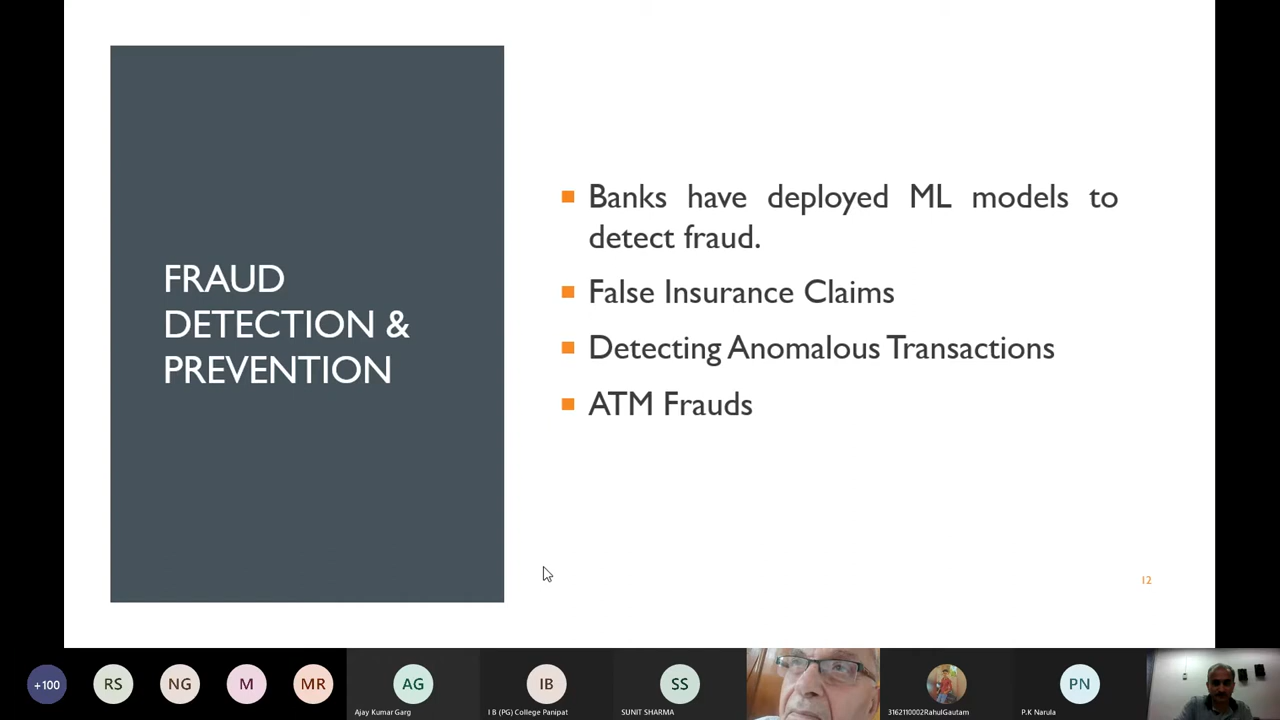 FRAUD
DETECTION &
PREVENTION
Banks have deployed ML models to
detect fraud.
False Insurance Claims
Detecting Anomalous Transactions
ATM Frauds
12
+100
RS
NG
M
MR
AG
IB
SS
PN
Ajay Kumar Garg
I B (PG) College Panipat
SUNIT SHARMA
3162110002RahulGautam
P.K Narula